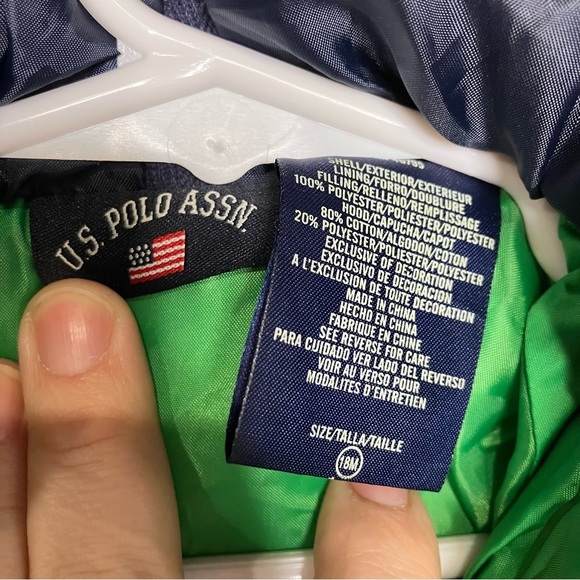 U.S. POLO ASSN.
SHELL/EXTERIOR/EXTERIEUR
LINING/FORRO/DOUBLURE
FILLING/RELLENO/REMPLISSAGE
100% POLYESTER/POLIESTER/POLYESTER
HOOD/CAPUCHA/CAPOT
80% COTTON/ALGODON/COTON
20% POLYESTER/POLIESTER/POLYESTER
EXCLUSIVE OF DECORATION
EXCLUSIVO DE DECORACION
A L'EXCLUSION DE TOUTE DECORATION
MADE IN CHINA
HECHO EN CHINA
FABRIQUE EN CHINE
SEE REVERSE FOR CARE
PARA CUIDADO VER LADO DEL REVERSO
VOIR AU VERSO POUR
MODALITES D'ENTRETIEN
SIZE/TALLA/TAILLE
18M